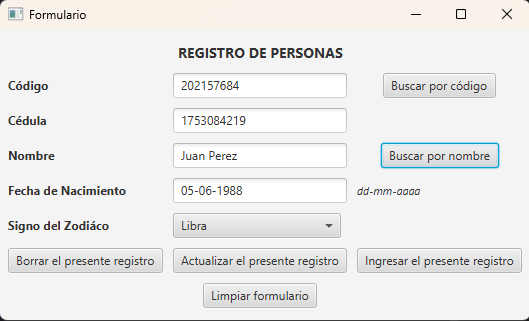 Formulario
REGISTRO DE PERSONAS
Código 202157684 Buscar por código
Cédula 1753084219
Nombre Juan Perez Buscar por nombre
Fecha de Nacimiento 05-06-1988 dd-mm-aaaa
Signo del Zodiáco Libra
Borrar el presente registro Actualizar el presente registro Ingresar el presente registro
Limpiar formulario